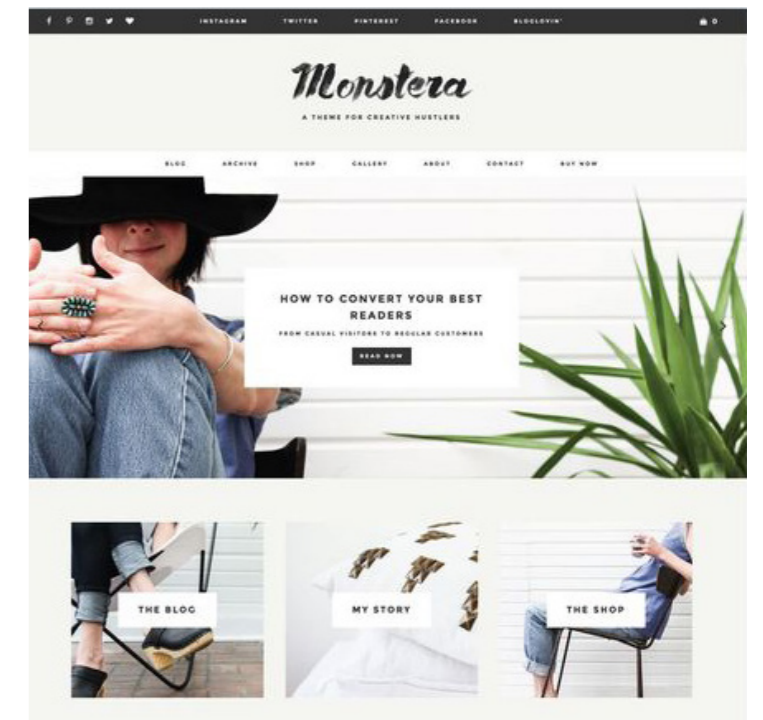 INSTAGRAM TWITTER PINTEREST FACEBOOK BLOGLOVIN' 0
Monstera
A THEME FOR CREATIVE HUSTLERS
BLOG ARCHIVE SHOP GALLERY ABOUT CONTACT BUY NOW
HOW TO CONVERT YOUR BEST
READERS
FROM CASUAL VISITORS TO REGULAR CUSTOMERS
READ NOW
THE BLOG MY STORY THE SHOP